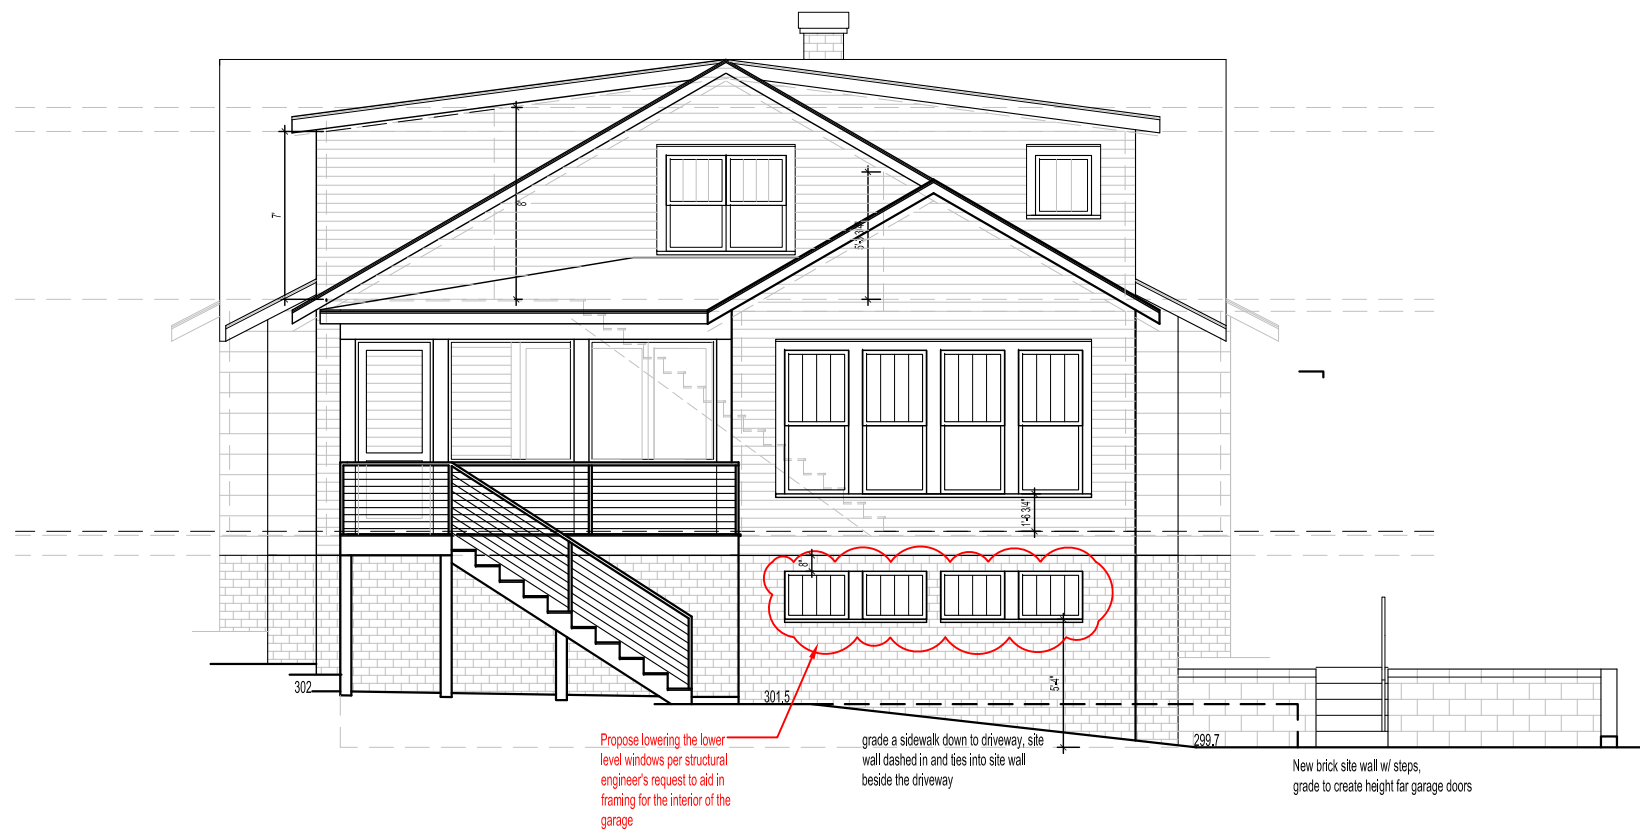 7'
8'
5'-3 3/4"
1'-6 3/4"
8"
5'-4"
302
301.5
299.7
Propose lowering the lower
level windows per structural
engineer's request to aid in
framing for the interior of the
garage
grade a sidewalk down to driveway, site
wall dashed in and ties into site wall
beside the driveway
New brick site wall w/ steps,
grade to create height far garage doors